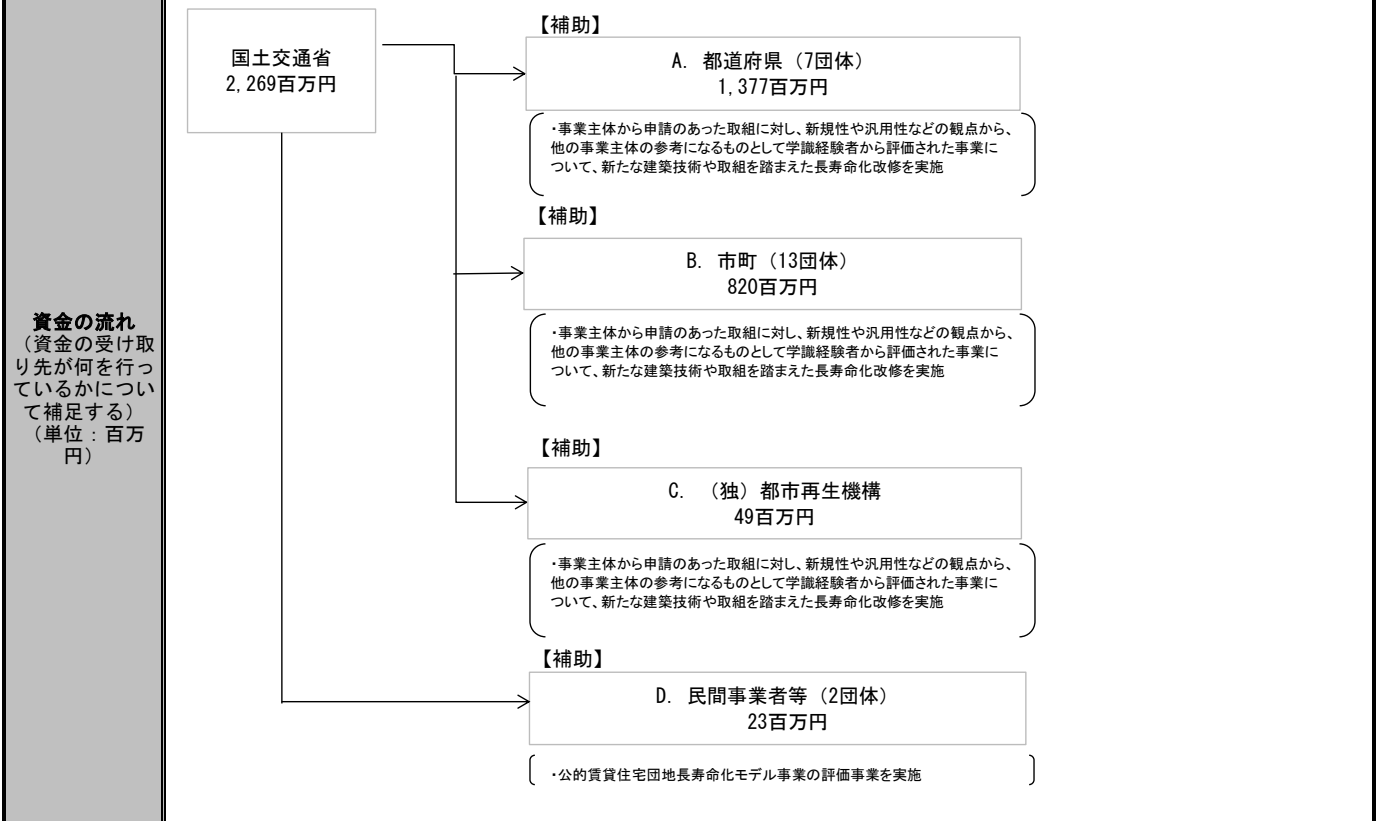 資金の流れ
（資金の受け取
り先が何を行っ
ているかについ
て補足する）
（単位：百万
円）
国土交通省
2,269百万円
【補助】
A. 都道府県（7団体）
1,377百万円
・事業主体から申請のあった取組に対し、新規性や汎用性などの観点から、
他の事業主体の参考になるものとして学識経験者から評価された事業に
ついて、新たな建築技術や取組を踏まえた長寿命化改修を実施
【補助】
B. 市町（13団体）
820百万円
・事業主体から申請のあった取組に対し、新規性や汎用性などの観点から、
他の事業主体の参考になるものとして学識経験者から評価された事業に
ついて、新たな建築技術や取組を踏まえた長寿命化改修を実施
【補助】
C. （独）都市再生機構
49百万円
・事業主体から申請のあった取組に対し、新規性や汎用性などの観点から、
他の事業主体の参考になるものとして学識経験者から評価された事業に
ついて、新たな建築技術や取組を踏まえた長寿命化改修を実施
【補助】
D. 民間事業者等（2団体）
23百万円
・公的賃貸住宅団地長寿命化モデル事業の評価事業を実施